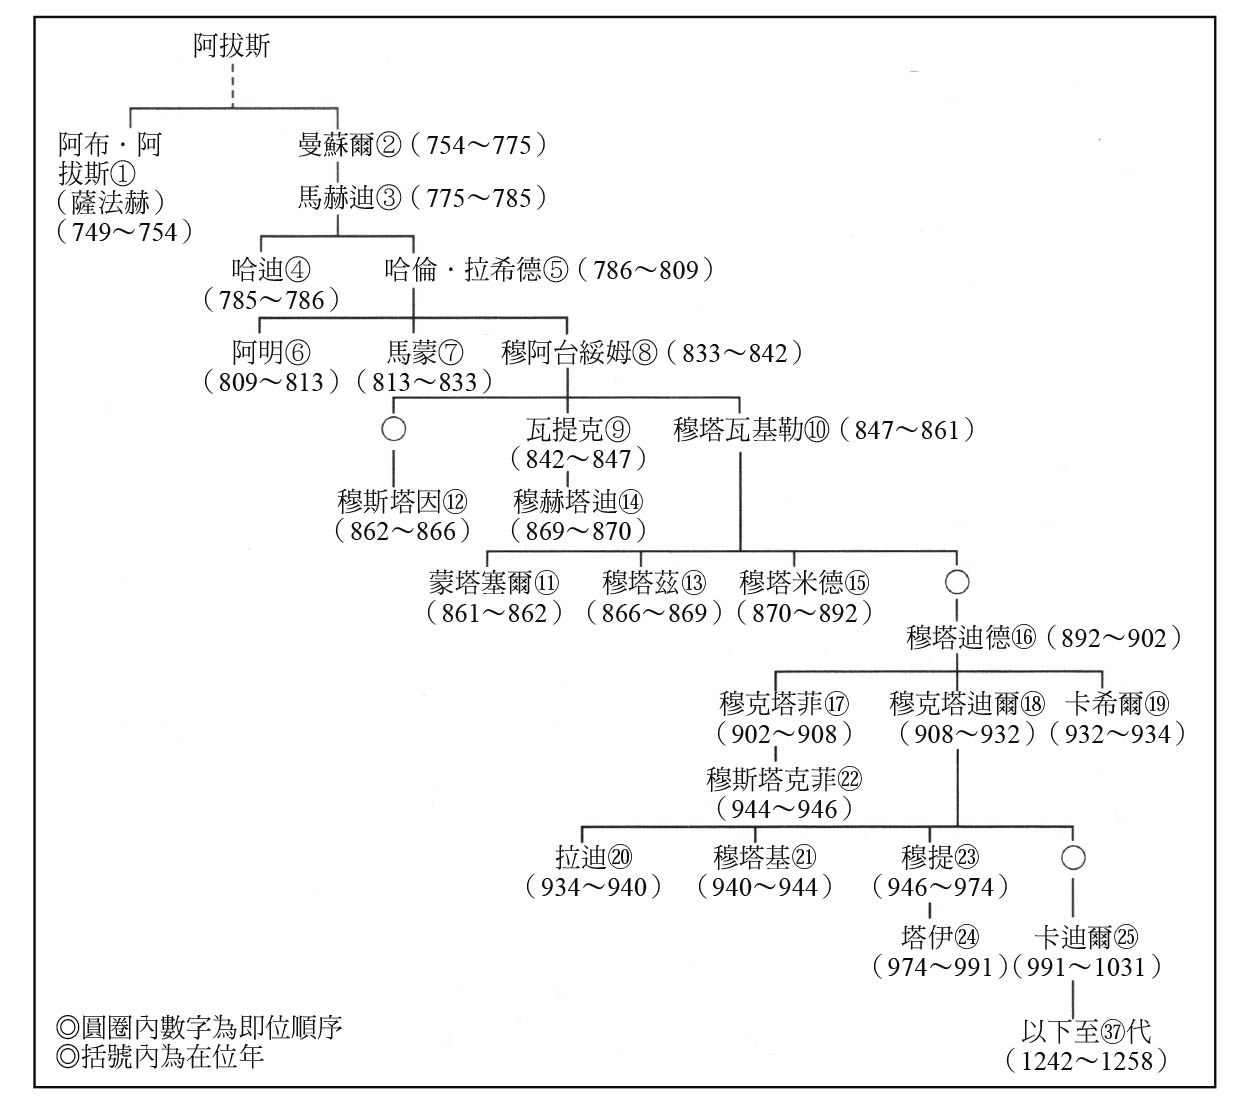 阿拔斯
阿布・阿
拔斯①
（薩法赫）
（749～754）
曼蘇爾②（754～775）
馬赫迪③（775～785）
哈迪④
（785～786）
哈倫・拉希德⑤（786～809）
阿明⑥
（809～813）
馬蒙⑦
（813～833）
穆阿台綏姆⑧（833～842）
○
瓦提克⑨
（842～847）
穆塔瓦基勒⑩（847～861）
穆斯塔因⑫
（862～866）
穆赫塔迪⑭
（869～870）
蒙塔塞爾⑪
（861～862）
穆塔茲⑬
（866～869）
穆塔米德⑮
（870～892）
○
穆塔迪德⑯（892～902）
穆克塔菲⑰
（902～908）
穆克塔迪爾⑱
（908～932）
卡希爾⑲
（932～934）
穆斯塔克菲㉒
（944～946）
拉迪⑳
（934～940）
穆塔基㉑
（940～944）
穆提㉓
（946～974）
○
塔伊㉔
（974～991）
卡迪爾㉕
（991～1031）
以下至㊲代
（1242～1258）
◎圓圈內數字為即位順序
◎括號內為在位年